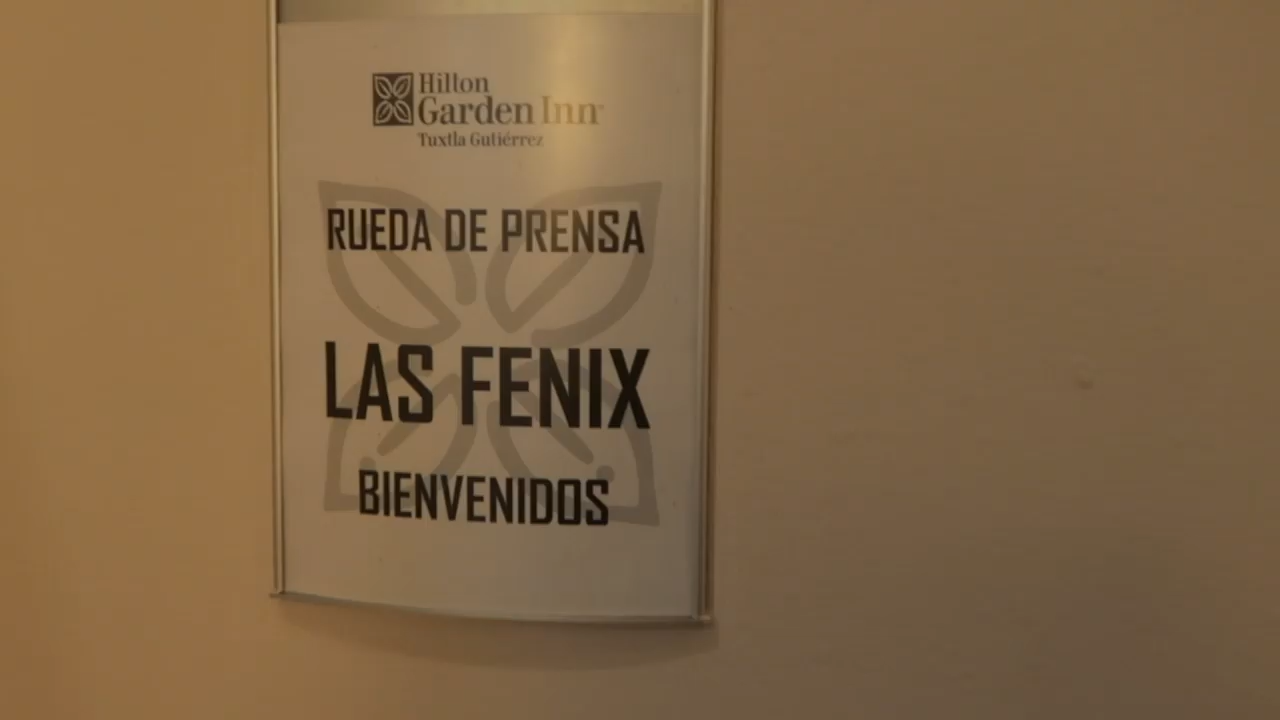 Hilton
Garden Inn
Tuxtla Gutiérrez
RUEDA DE PRENSA
LAS FENIX
BIENVENIDOS